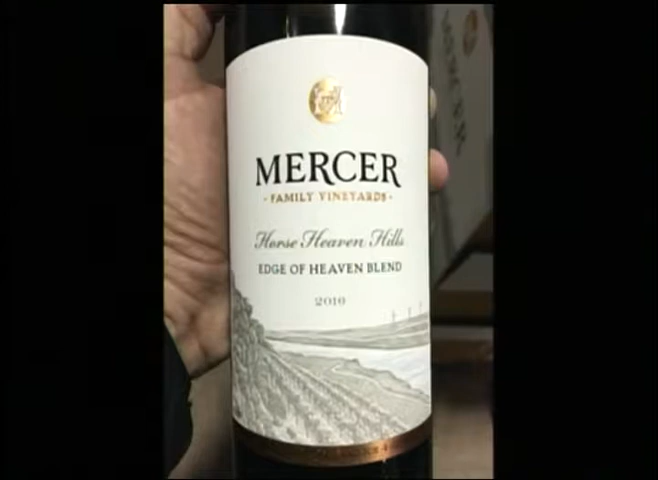 MERCER
- FAMILY VINEYARDS -
Horse Heaven Hills
EDGE OF HEAVEN BLEND
2010